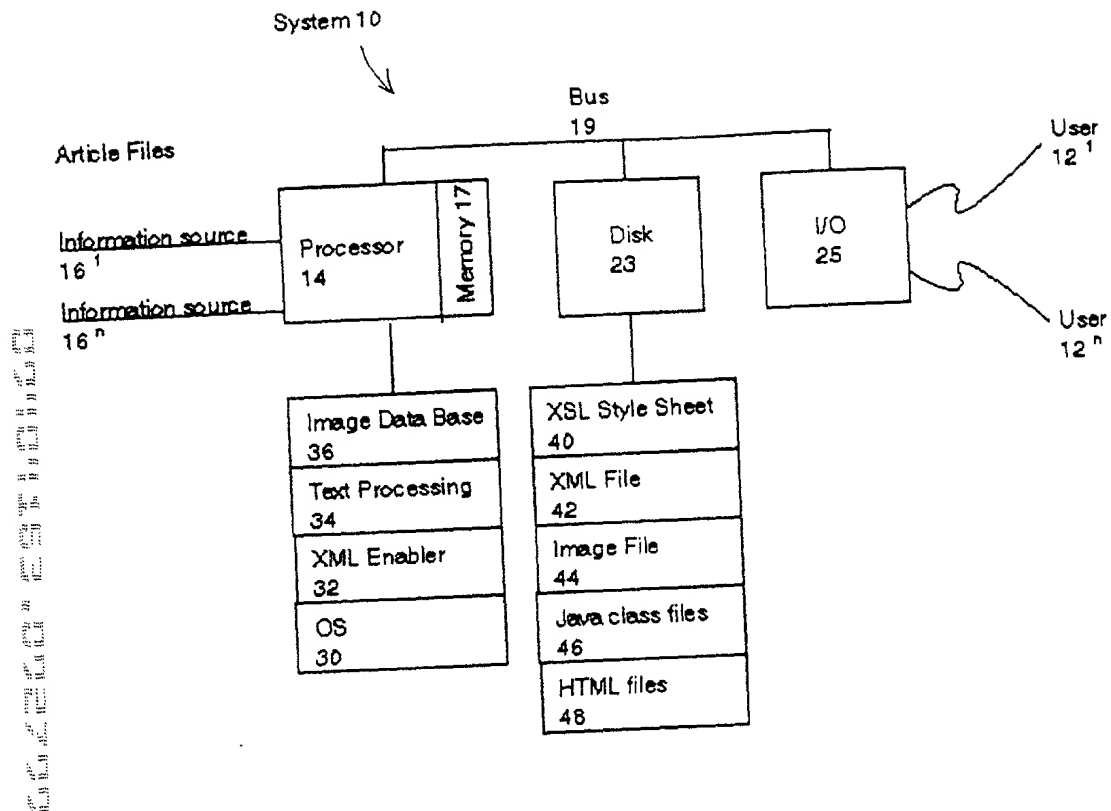 System 10
Bus
19
Article Files
User
12 1
Information source
16 1
Processor
14
Memory 17
Disk
23
I/O
25
Information source
16 n
User
12 n
Image Data Base
36
Text Processing
34
XML Enabler
32
OS
30
XSL Style Sheet
40
XML File
42
Image File
44
Java class files
46
HTML files
48